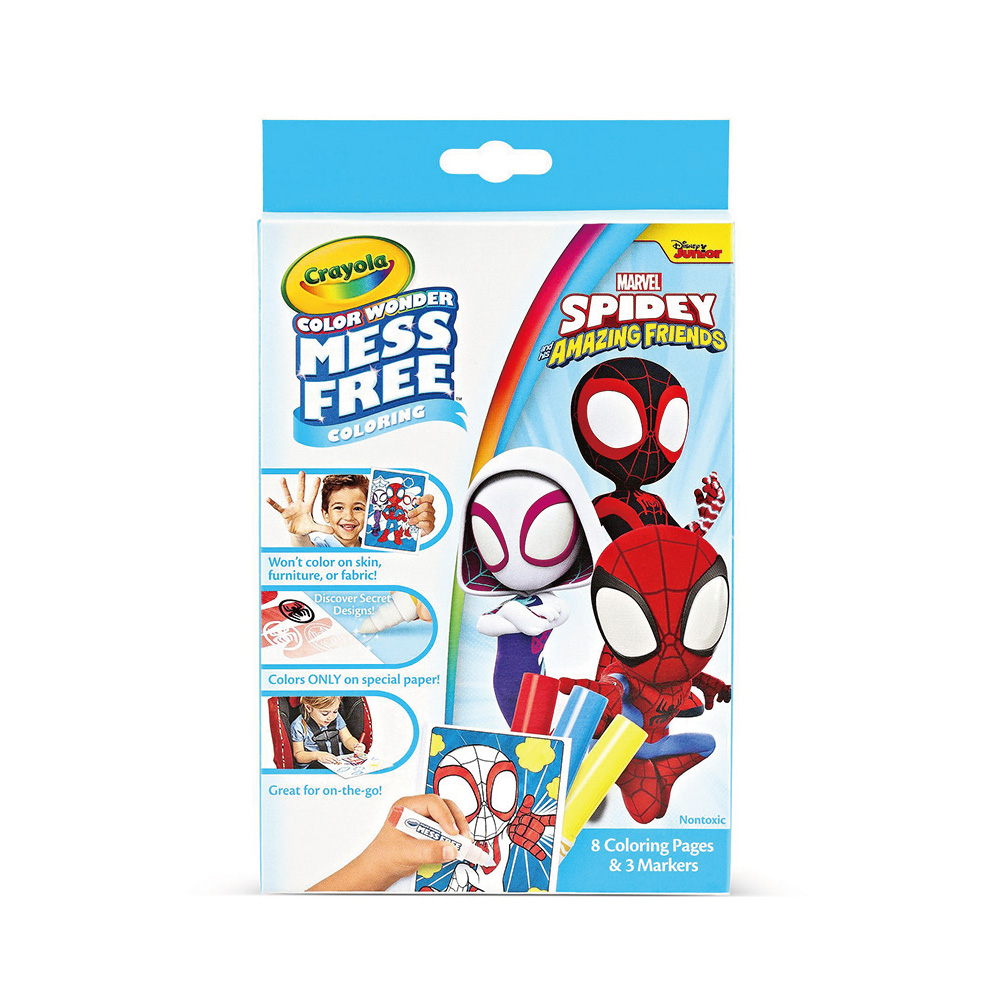 Crayola
COLOR WONDER
MESS
FREE™
COLORING
Disney
Junior
MARVEL
SPIDEY
and his AMAZING FRIENDS
Won't color on skin,
furniture, or fabric!
Discover Secret
Designs!
Colors ONLY on special paper!
Great for on-the-go!
MESS FREE
Nontoxic
8 Coloring Pages
& 3 Markers